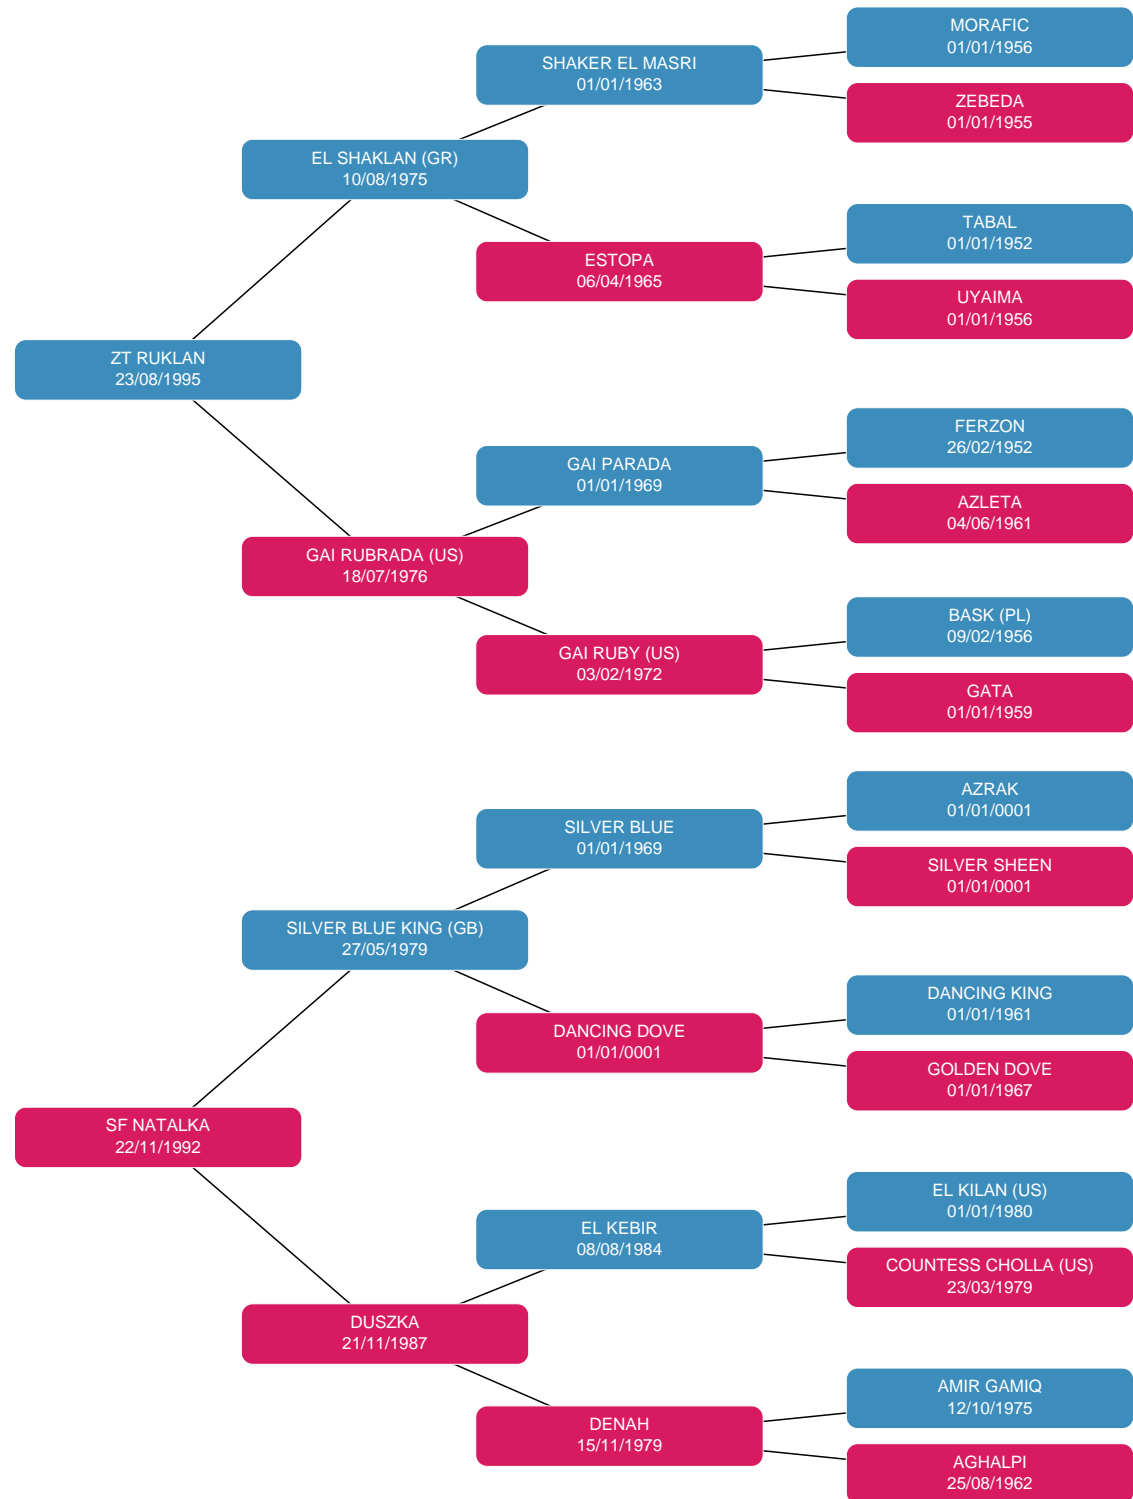 MORAFIC
01/01/1956
SHAKER EL MASRI
01/01/1963
ZEBEDA
01/01/1955
EL SHAKLAN (GR)
10/08/1975
TABAL
01/01/1952
ESTOPA
06/04/1965
UYAIMA
01/01/1956
ZT RUKLAN
23/08/1995
FERZON
26/02/1952
GAI PARADA
01/01/1969
AZLETA
04/06/1961
GAI RUBRADA (US)
18/07/1976
BASK (PL)
09/02/1956
GAI RUBY (US)
03/02/1972
GATA
01/01/1959
AZRAK
01/01/0001
SILVER BLUE
01/01/1969
SILVER SHEEN
01/01/0001
SILVER BLUE KING (GB)
27/05/1979
DANCING KING
01/01/1961
DANCING DOVE
01/01/0001
GOLDEN DOVE
01/01/1967
SF NATALKA
22/11/1992
EL KILAN (US)
01/01/1980
EL KEBIR
08/08/1984
COUNTESS CHOLLA (US)
23/03/1979
DUSZKA
21/11/1987
AMIR GAMIQ
12/10/1975
DENAH
15/11/1979
AGHALPI
25/08/1962